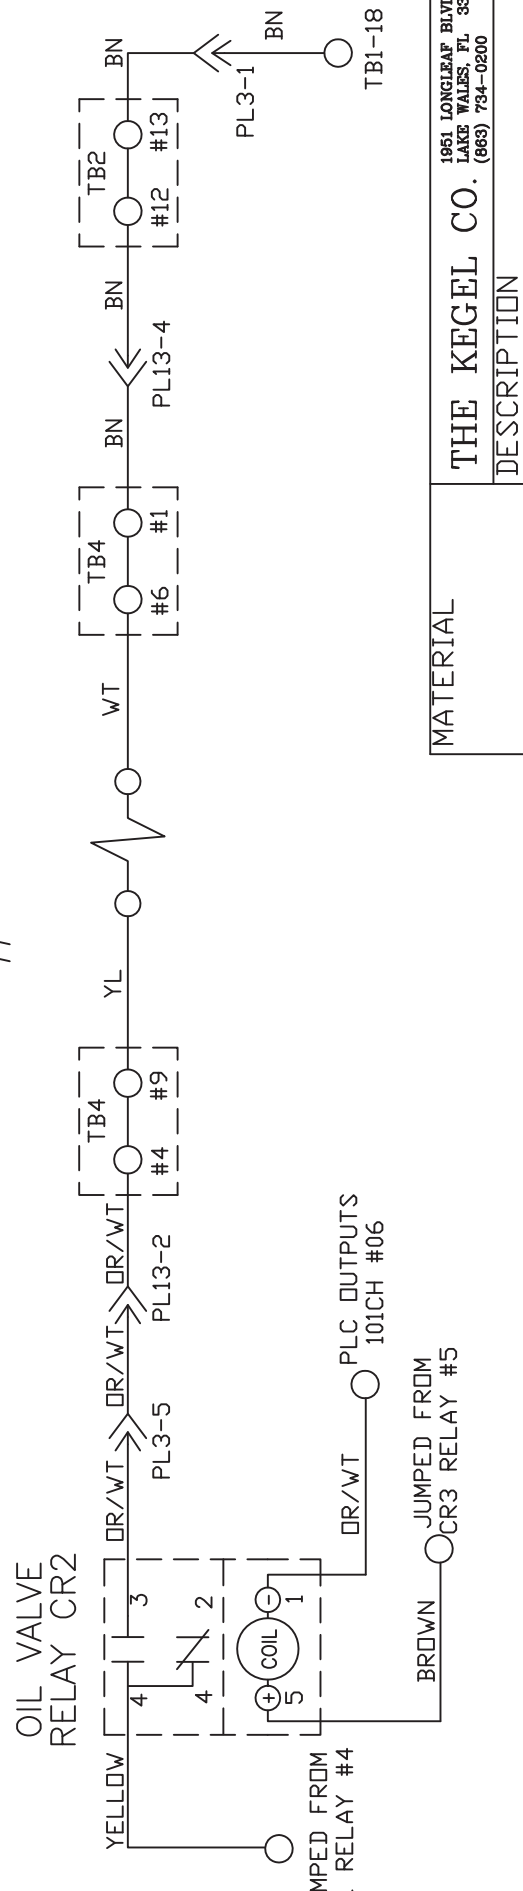 OIL VALVE
RELAY CR2
YELLOW
4
3
4
2
COIL
+
-
5
1
MPED FROM
RELAY #4
OR/WT
PL3-5
OR/WT
PL13-2
OR/WT
OR/WT
PLC OUTPUTS
101CH #06
BROWN
JUMPED FROM
CR3 RELAY #5
TB4
#4
#9
YL
WT
TB4
#6
#1
BN
PL13-4
BN
TB2
#12
#13
BN
PL3-1
BN
TB1-18
MATERIAL
THE KEGEL CO.
1951 LONGLEAF BLVD
LAKE WALES, FL 33
(863) 734-0200
DESCRIPTION